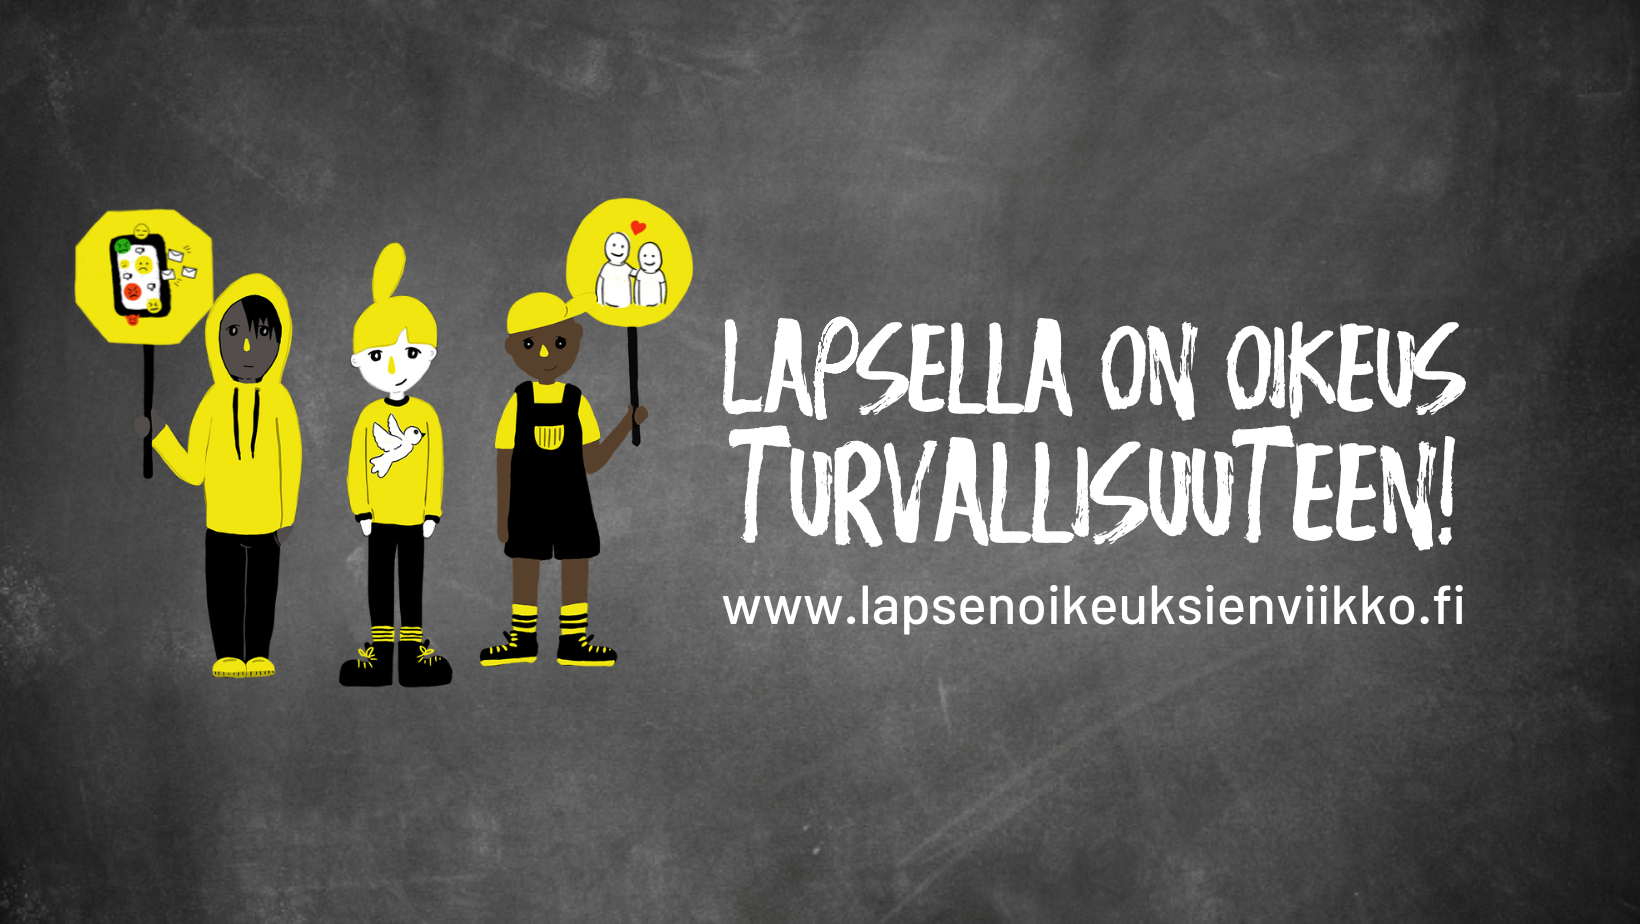 LAPSELLA ON OIKEUS
TURVALLISUUTEEN!
www.lapsenoikeuksienviikko.fi